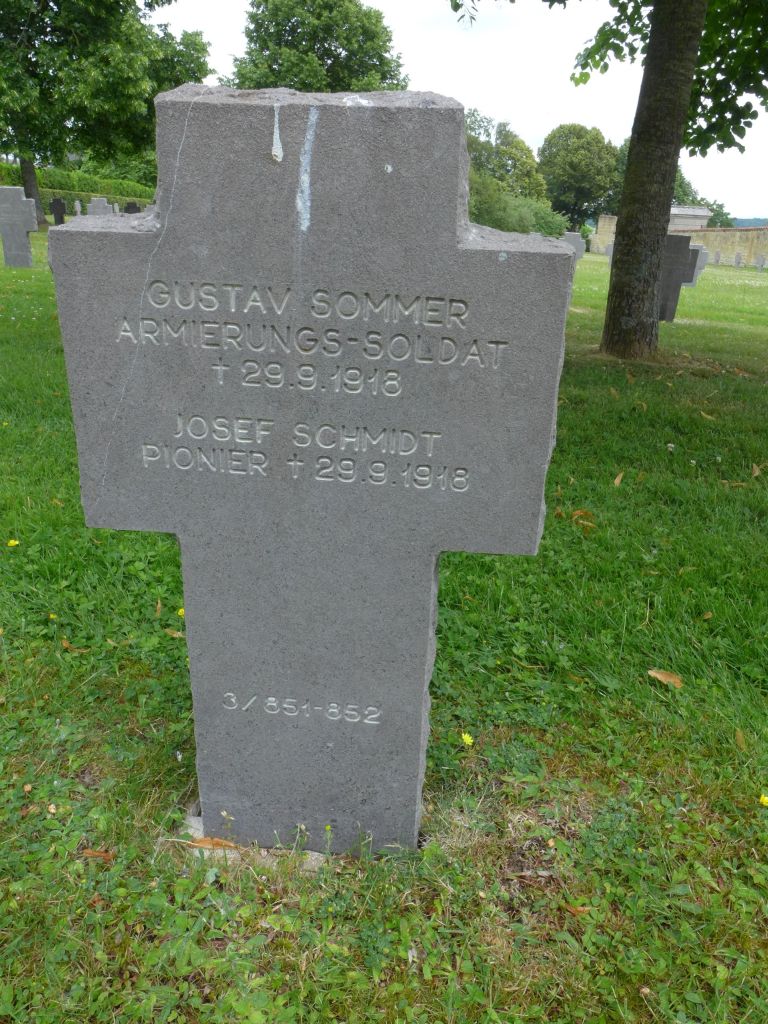 GUSTAV SOMMER
ARMIERUNGS-SOLDAT
† 29.9.1918
JOSEF SCHMIDT
PIONIER † 29.9.1918
3/851-852